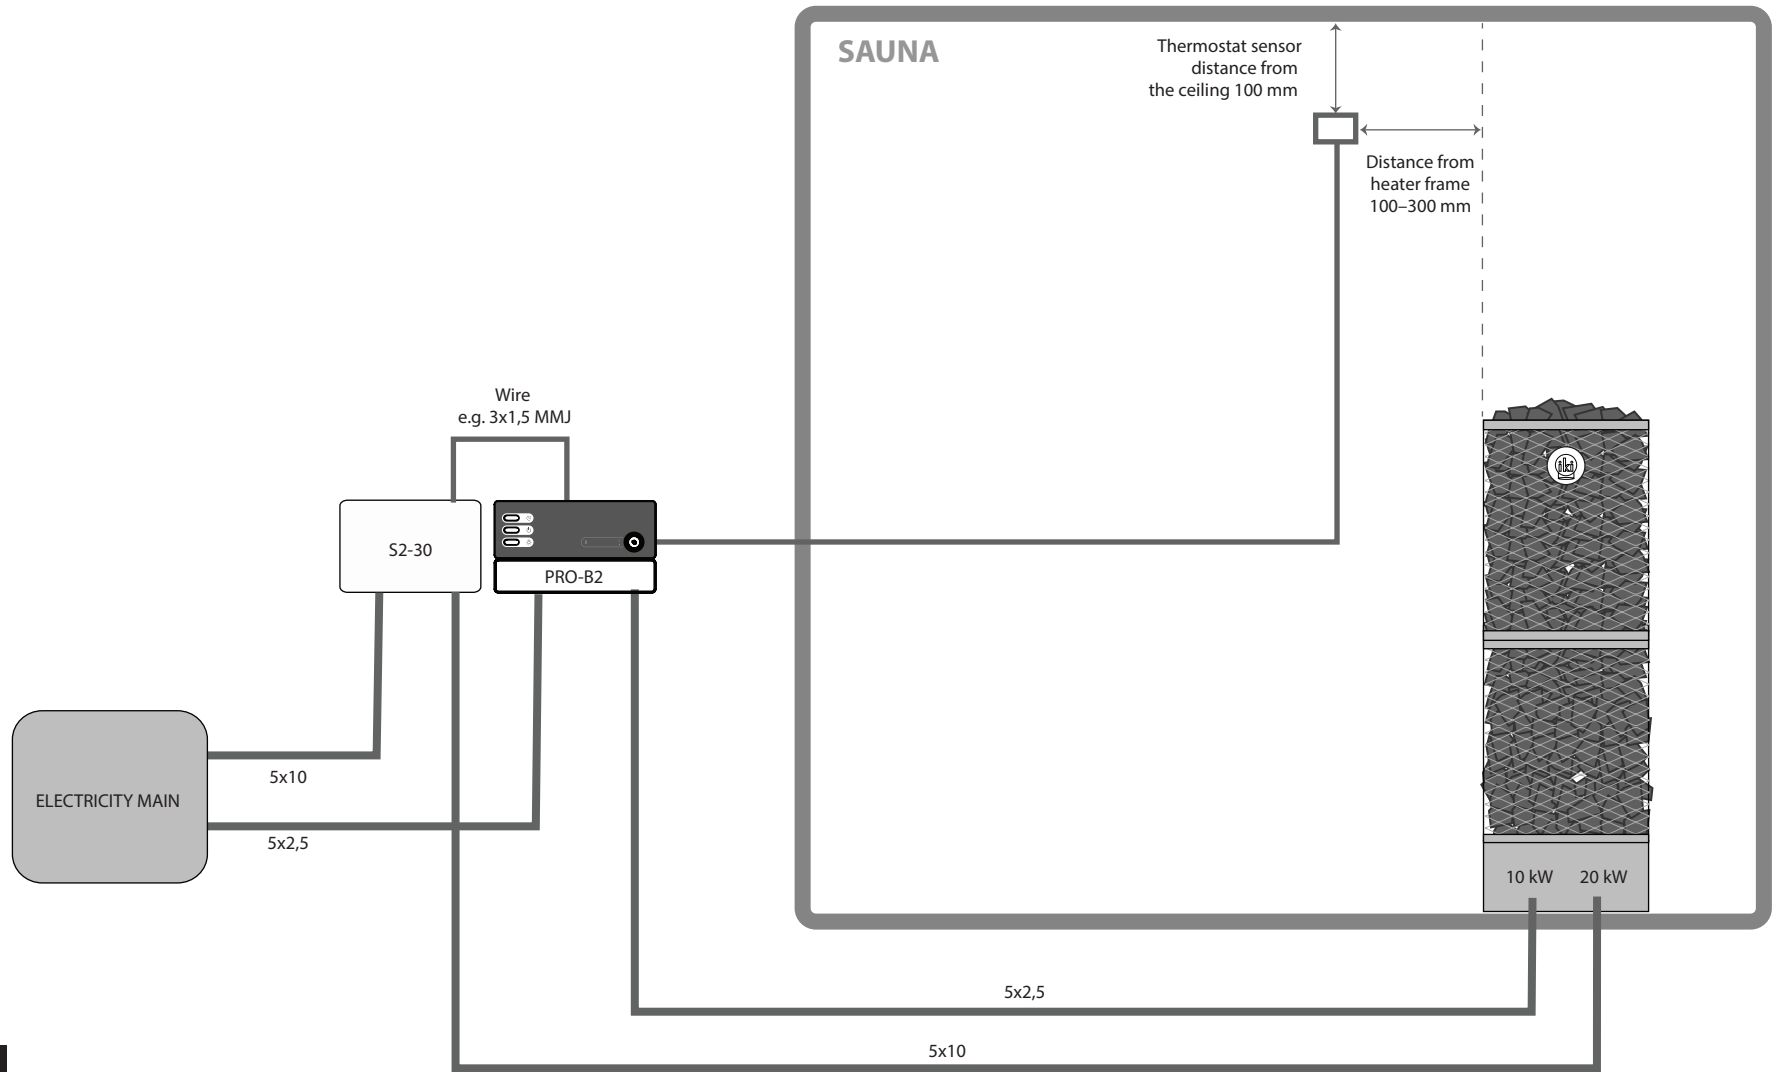 SAUNA
Thermostat sensor
distance from
the ceiling 100 mm
Distance from
heater frame
100–300 mm
Wire
e.g. 3x1,5 MMJ
S2-30
PRO-B2
iki
ELECTRICITY MAIN
5x10
5x2,5
10 kW
20 kW
5x2,5
5x10